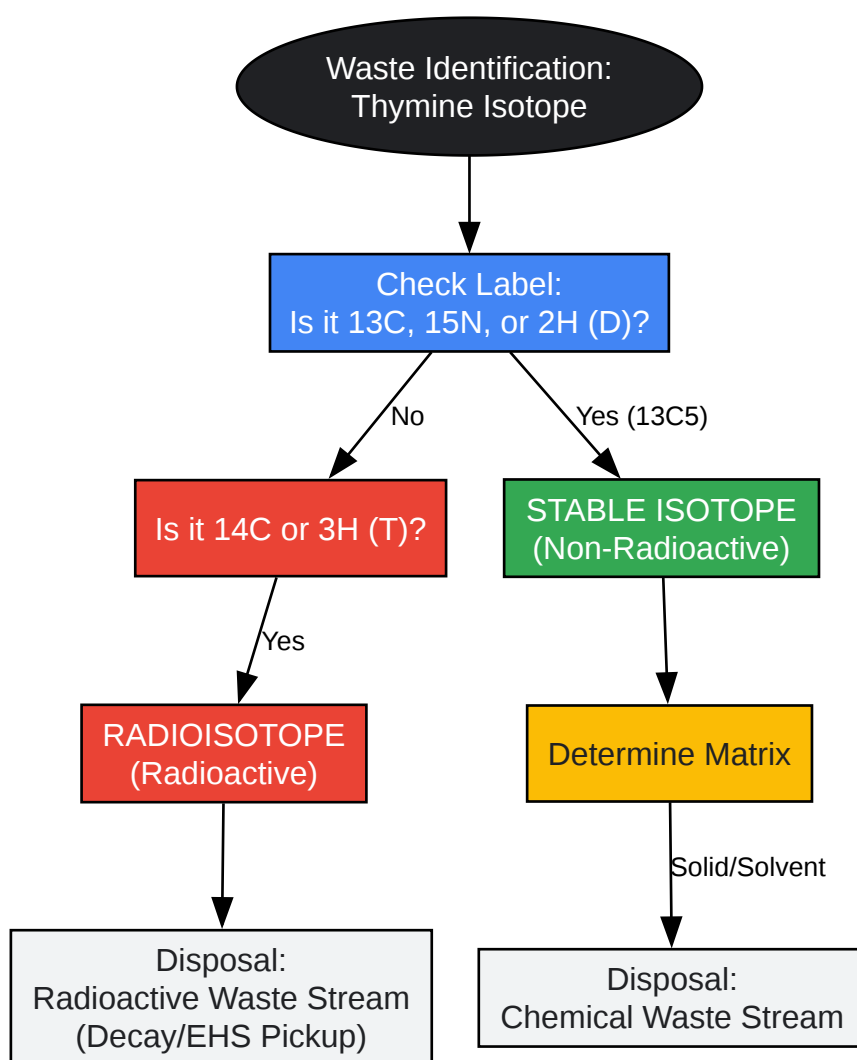 Waste Identification:
Thymine Isotope
Check Label:
Is it 13C, 15N, or 2H (D)?
No
Yes (13C5)
Is it 14C or 3H (T)?
STABLE ISOTOPE
(Non-Radioactive)
Yes
RADIOISOTOPE
(Radioactive)
Determine Matrix
Solid/Solvent
Disposal:
Radioactive Waste Stream
(Decay/EHS Pickup)
Disposal:
Chemical Waste Stream